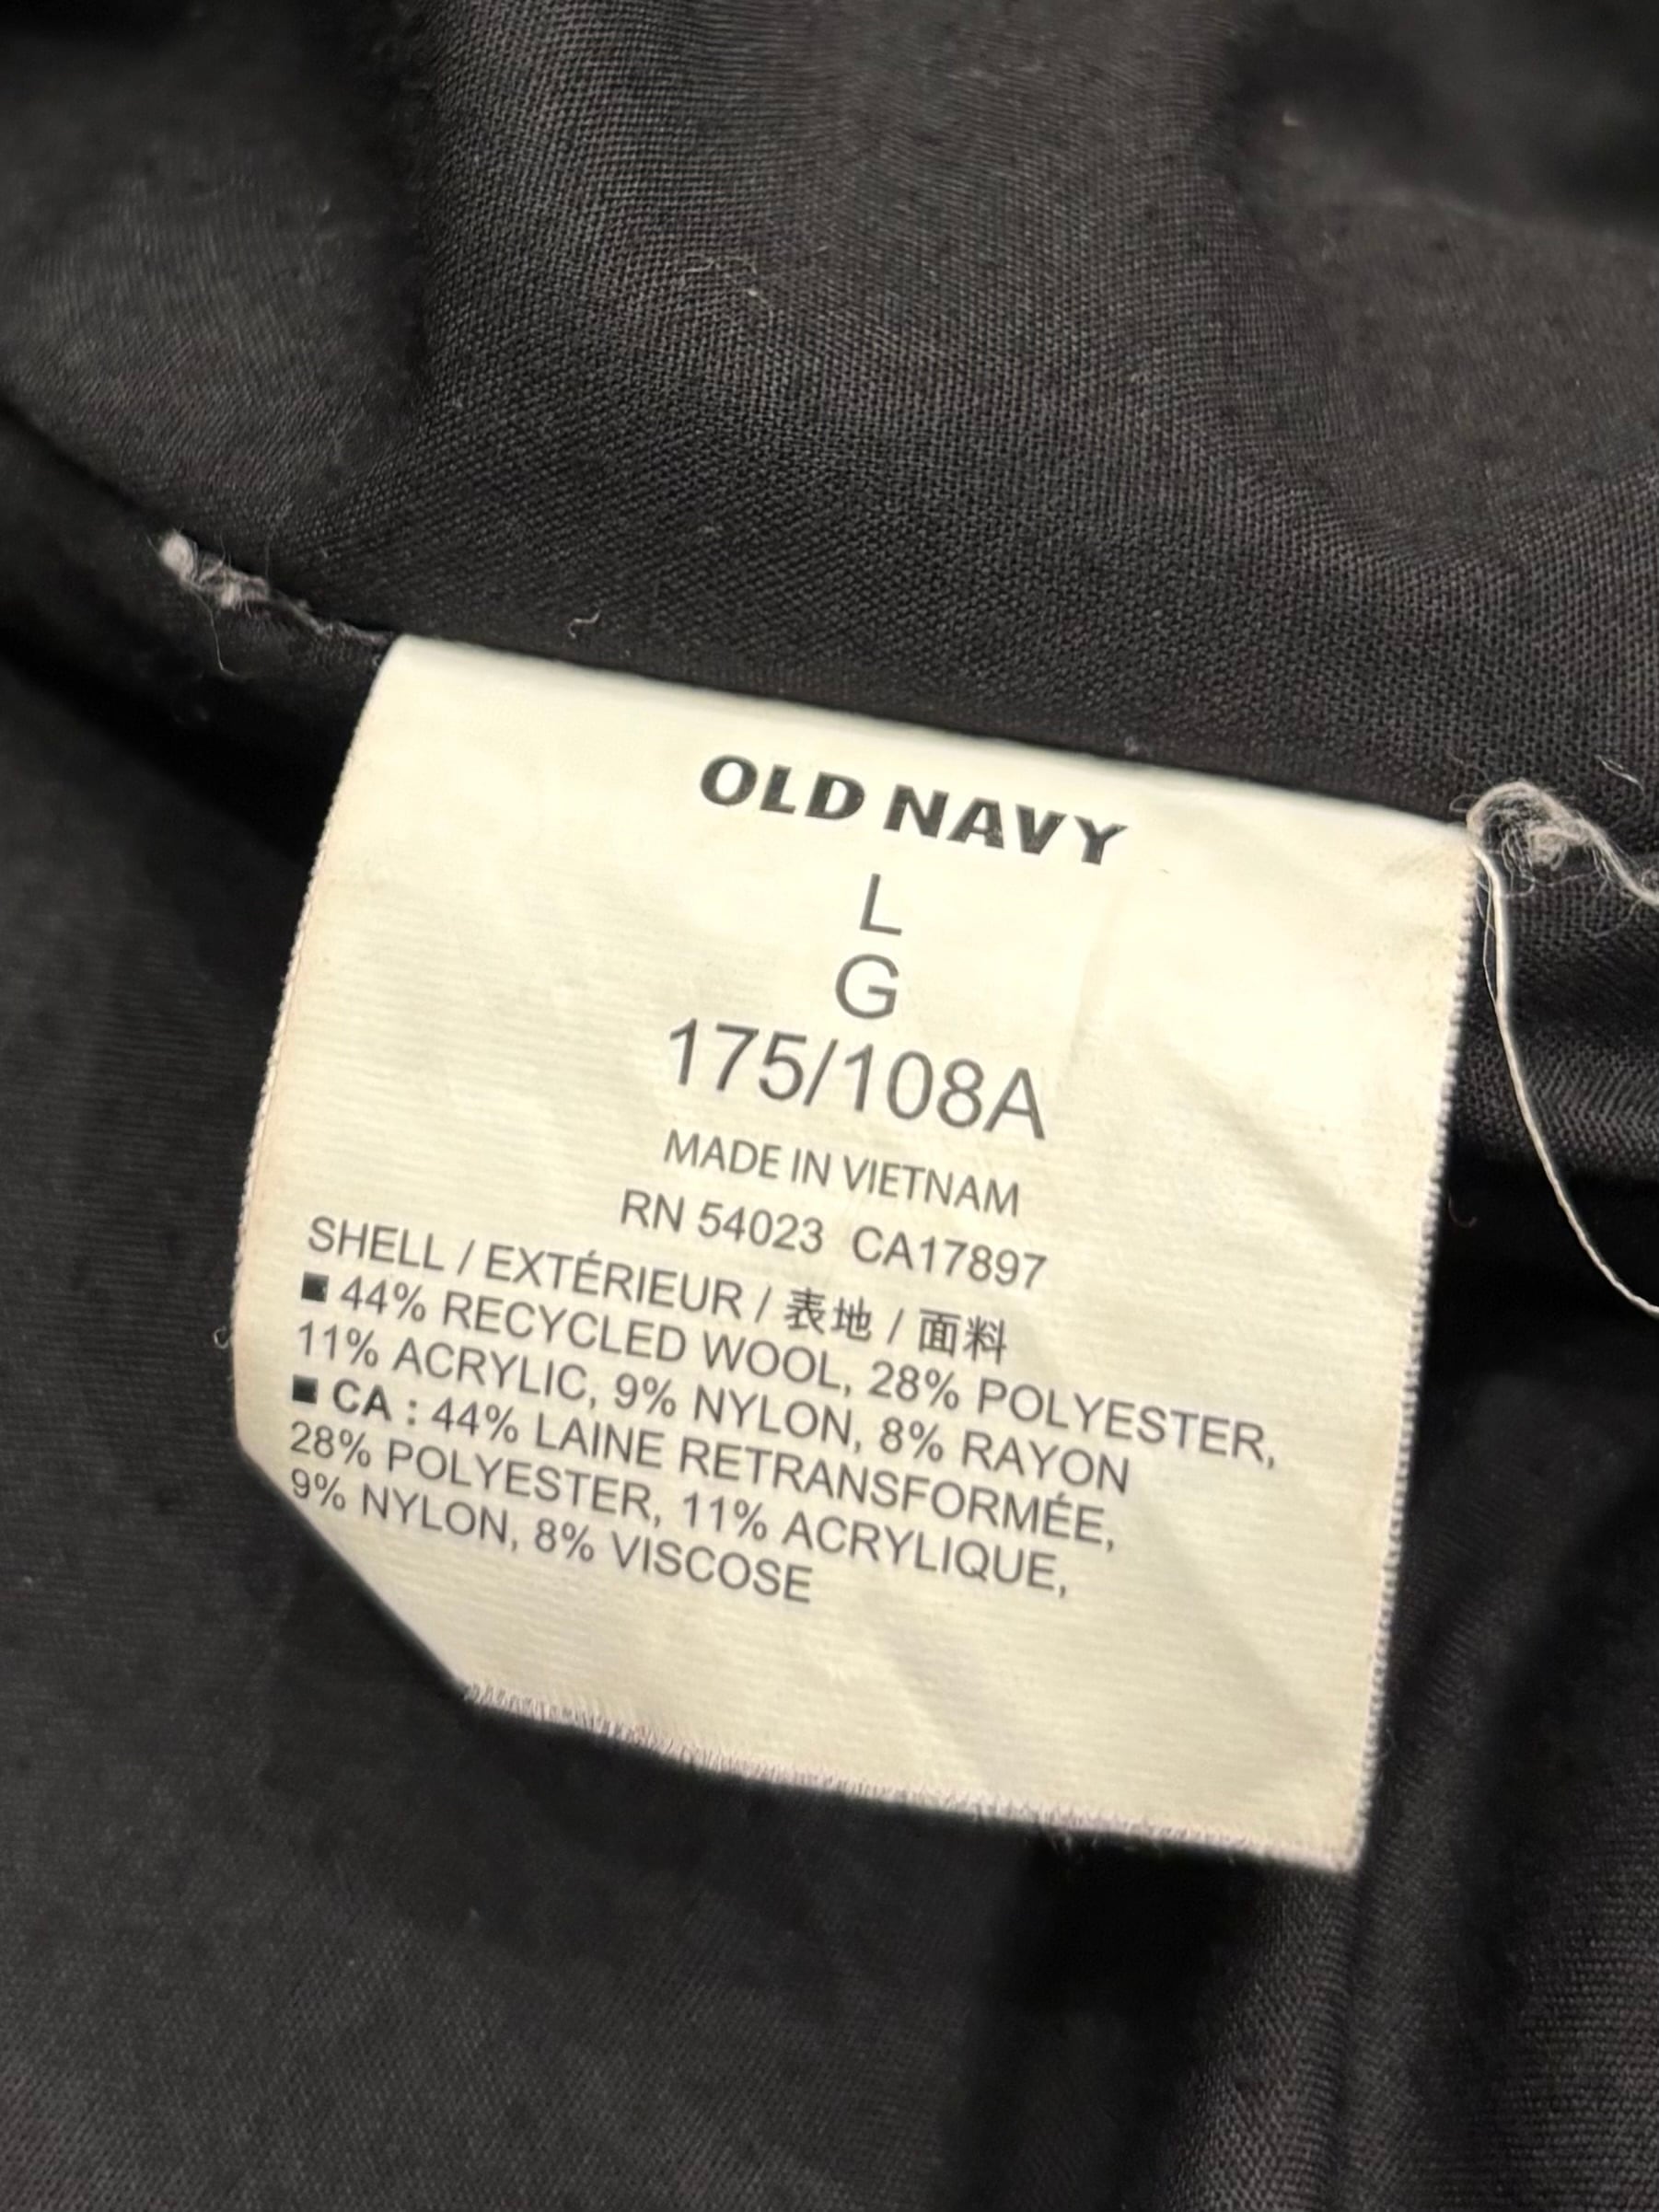 OLD NAVY
L
G
175/108A
MADE IN VIETNAM
RN 54023 CA17897
SHELL / EXTÉRIEUR / 表地 / 面料
■ 44% RECYCLED WOOL, 28% POLYESTER,
11% ACRYLIC, 9% NYLON, 8% RAYON
■ CA : 44% LAINE RETRANSFORMÉE,
28% POLYESTER, 11% ACRYLIQUE,
9% NYLON, 8% VISCOSE